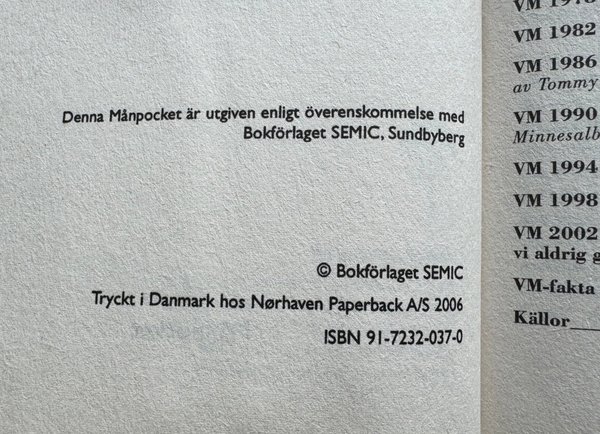 Denna Månpocket är utgiven enligt överenskommelse med
Bokförlaget SEMIC, Sundbyberg
© Bokförlaget SEMIC
Tryckt i Danmark hos Nørhaven Paperback A/S 2006
ISBN 91-7232-037-0
VM 1978
VM 1982
VM 1986
av Tommy
VM 1990
Minnesalb
VM 1994
VM 1998
VM 2002
vi aldrig g
VM-fakta
Källor